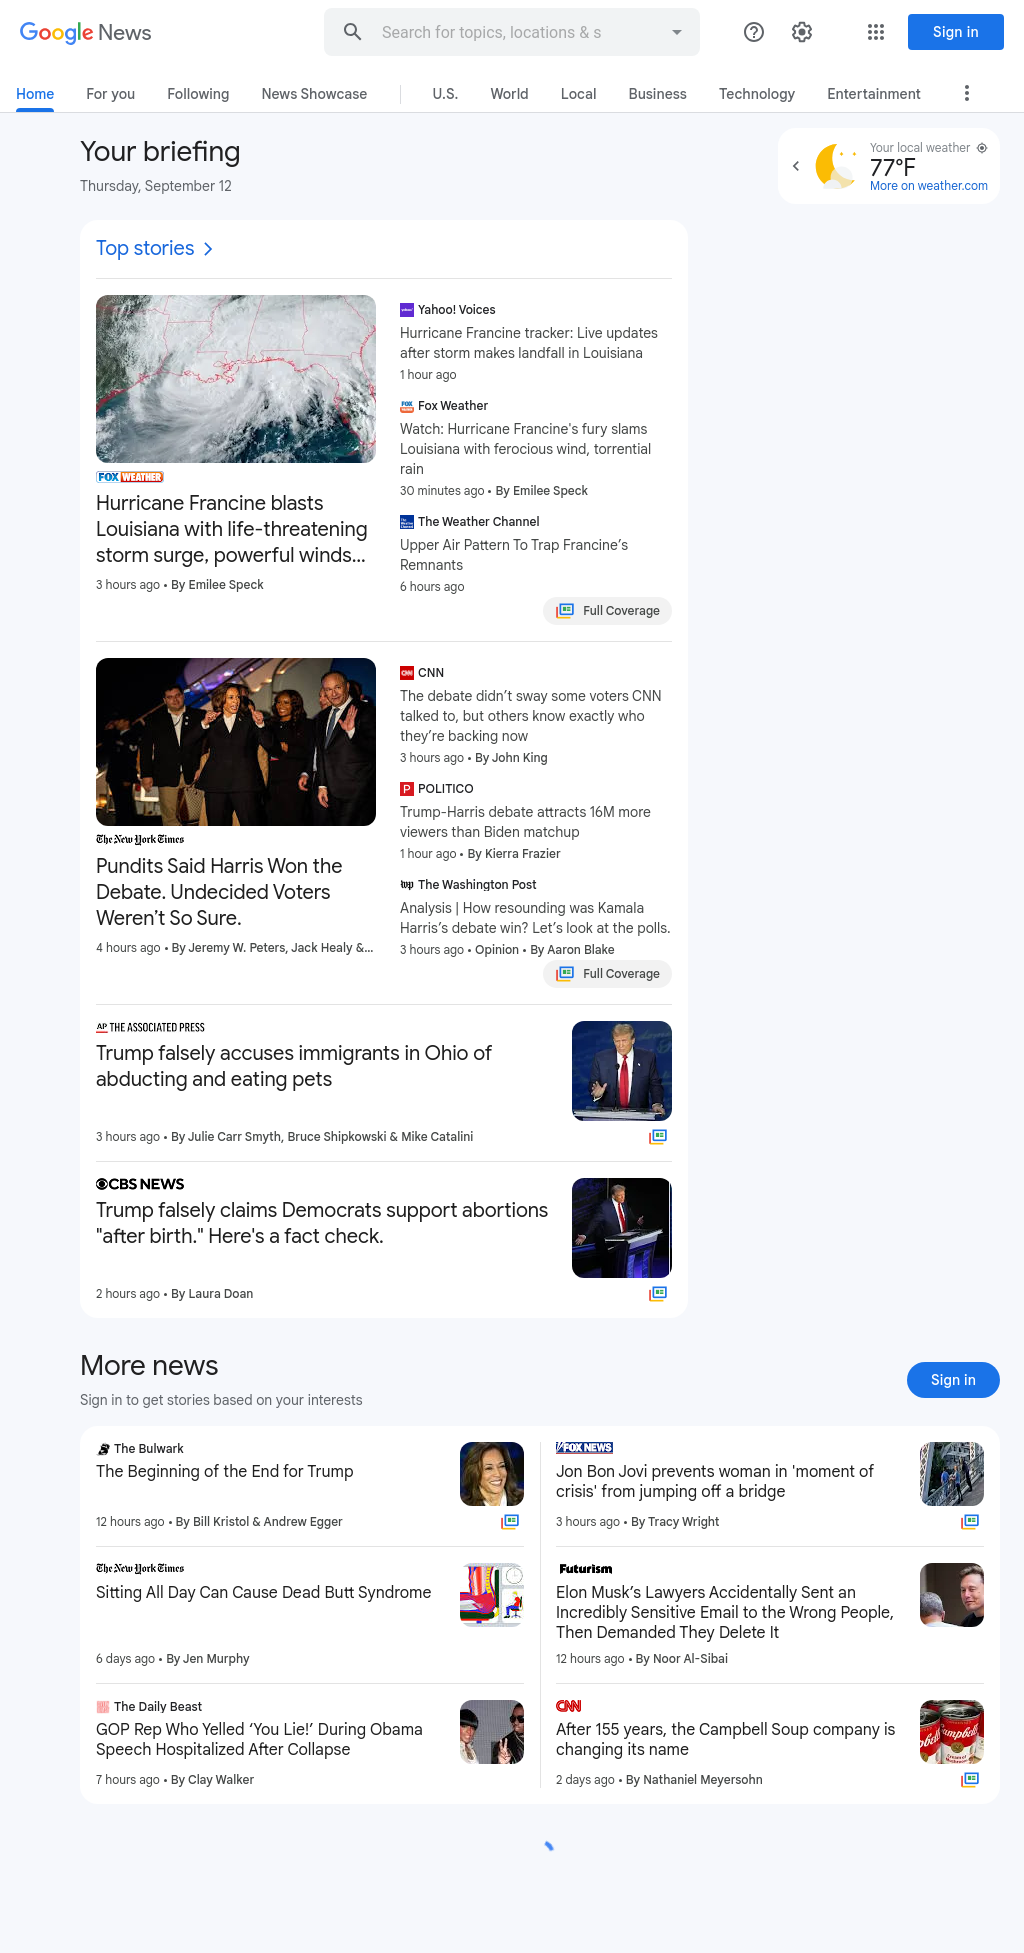 Google News
Search for topics, locations & s
Sign in
Home
For you
Following
News Showcase
U.S.
World
Local
Business
Technology
Entertainment
Your briefing
Thursday, September 12
Your local weather
77°F
More on weather.com
Top stories
FOX WEATHER
Hurricane Francine blasts
Louisiana with life-threatening
storm surge, powerful winds...
3 hours ago • By Emilee Speck
Yahoo! Voices
Hurricane Francine tracker: Live updates
after storm makes landfall in Louisiana
1 hour ago
Fox Weather
Watch: Hurricane Francine's fury slams
Louisiana with ferocious wind, torrential
rain
30 minutes ago • By Emilee Speck
The Weather Channel
Upper Air Pattern To Trap Francine’s
Remnants
6 hours ago
Full Coverage
The New York Times
Pundits Said Harris Won the
Debate. Undecided Voters
Weren’t So Sure.
4 hours ago • By Jeremy W. Peters, Jack Healy &...
CNN
The debate didn’t sway some voters CNN
talked to, but others know exactly who
they’re backing now
3 hours ago • By John King
POLITICO
Trump-Harris debate attracts 16M more
viewers than Biden matchup
1 hour ago • By Kierra Frazier
wp The Washington Post
Analysis | How resounding was Kamala
Harris’s debate win? Let’s look at the polls.
3 hours ago • Opinion • By Aaron Blake
Full Coverage
AP THE ASSOCIATED PRESS
Trump falsely accuses immigrants in Ohio of
abducting and eating pets
3 hours ago • By Julie Carr Smyth, Bruce Shipkowski & Mike Catalini
CBS NEWS
Trump falsely claims Democrats support abortions
"after birth." Here's a fact check.
2 hours ago • By Laura Doan
More news
Sign in to get stories based on your interests
Sign in
The Bulwark
The Beginning of the End for Trump
12 hours ago • By Bill Kristol & Andrew Egger
FOX NEWS
Jon Bon Jovi prevents woman in 'moment of
crisis' from jumping off a bridge
3 hours ago • By Tracy Wright
The New York Times
Sitting All Day Can Cause Dead Butt Syndrome
6 days ago • By Jen Murphy
Futurism
Elon Musk’s Lawyers Accidentally Sent an
Incredibly Sensitive Email to the Wrong People,
Then Demanded They Delete It
12 hours ago • By Noor Al-Sibai
The Daily Beast
GOP Rep Who Yelled ‘You Lie!’ During Obama
Speech Hospitalized After Collapse
7 hours ago • By Clay Walker
CNN
After 155 years, the Campbell Soup company is
changing its name
2 days ago • By Nathaniel Meyersohn